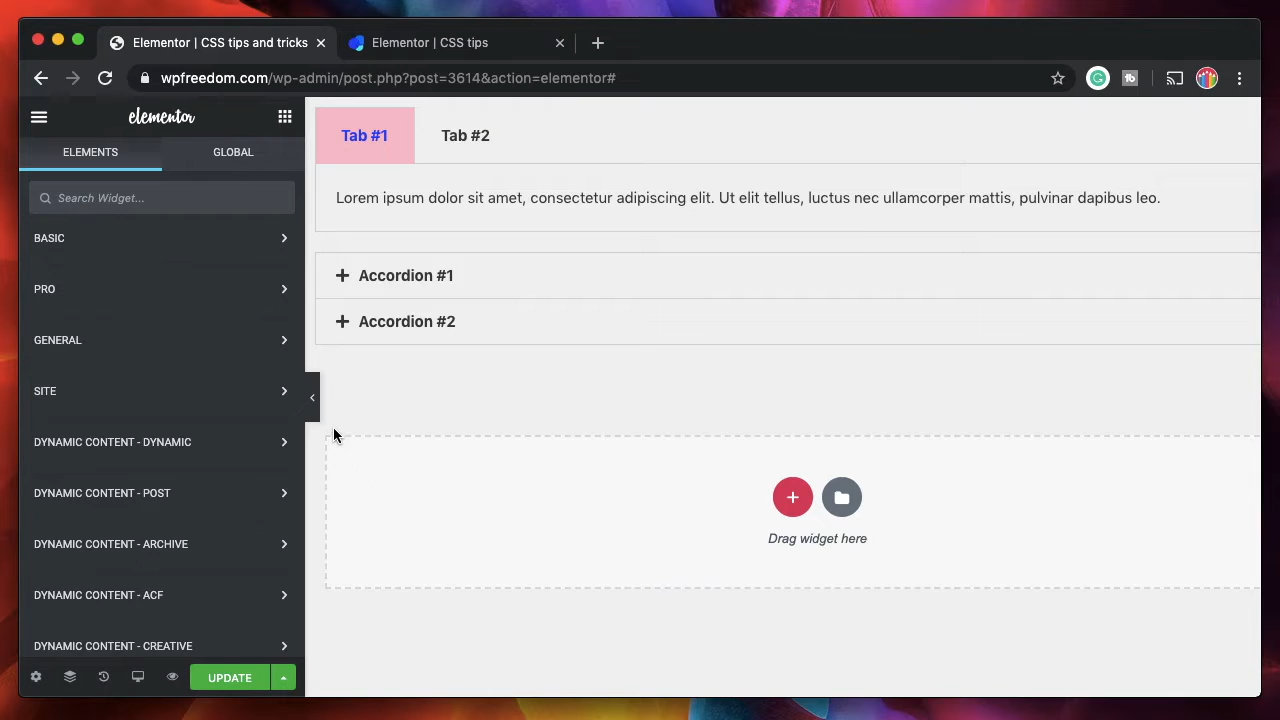 Elementor | CSS tips and tricks
Elementor | CSS tips
wpfreedom.com/wp-admin/post.php?post=3614&action=elementor#
elementor
ELEMENTS
GLOBAL
Search Widget...
BASIC
PRO
GENERAL
SITE
DYNAMIC CONTENT - DYNAMIC
DYNAMIC CONTENT - POST
DYNAMIC CONTENT - ARCHIVE
DYNAMIC CONTENT - ACF
DYNAMIC CONTENT - CREATIVE
UPDATE
Tab #1
Tab #2
Lorem ipsum dolor sit amet, consectetur adipiscing elit. Ut elit tellus, luctus nec ullamcorper mattis, pulvinar dapibus leo.
Accordion #1
Accordion #2
Drag widget here